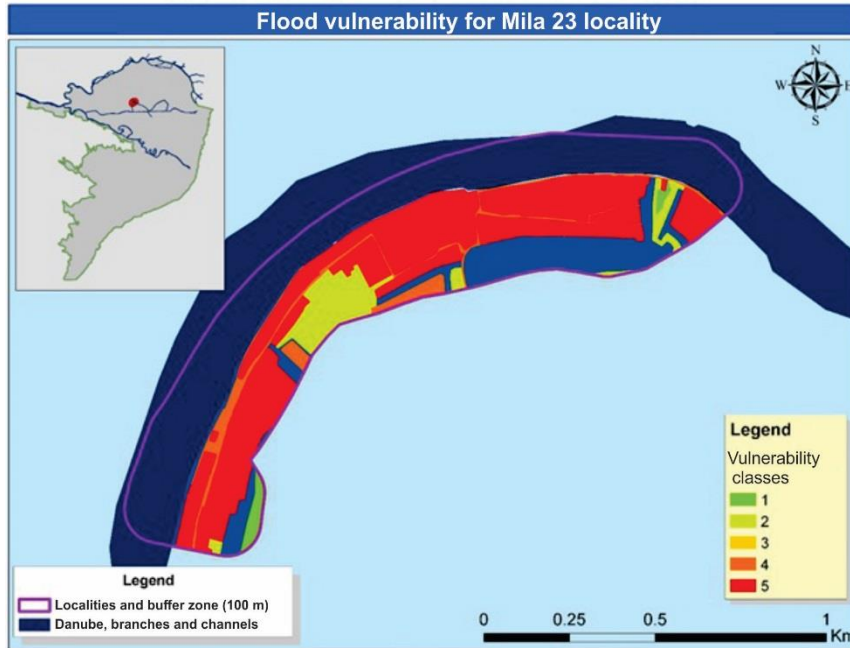 Flood vulnerability for Mila 23 locality
N
W E
S
Legend
Vulnerability
classes
1
2
3
4
5
Legend
Localities and buffer zone (100 m)
Danube, branches and channels
0 0.25 0.5 1
Km